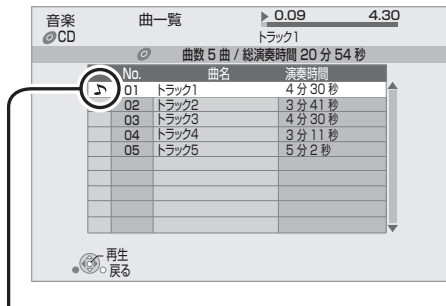 音楽 曲一覧 0.09 4.30
CD トラック1
曲数 5 曲 / 総演奏時間 20 分 54 秒
No. 曲名 演奏時間
01 トラック1 4 分 30 秒
02 トラック2 3 分 41 秒
03 トラック3 4 分 30 秒
04 トラック4 3 分 11 秒
05 トラック5 5 分 2 秒
再生
戻る